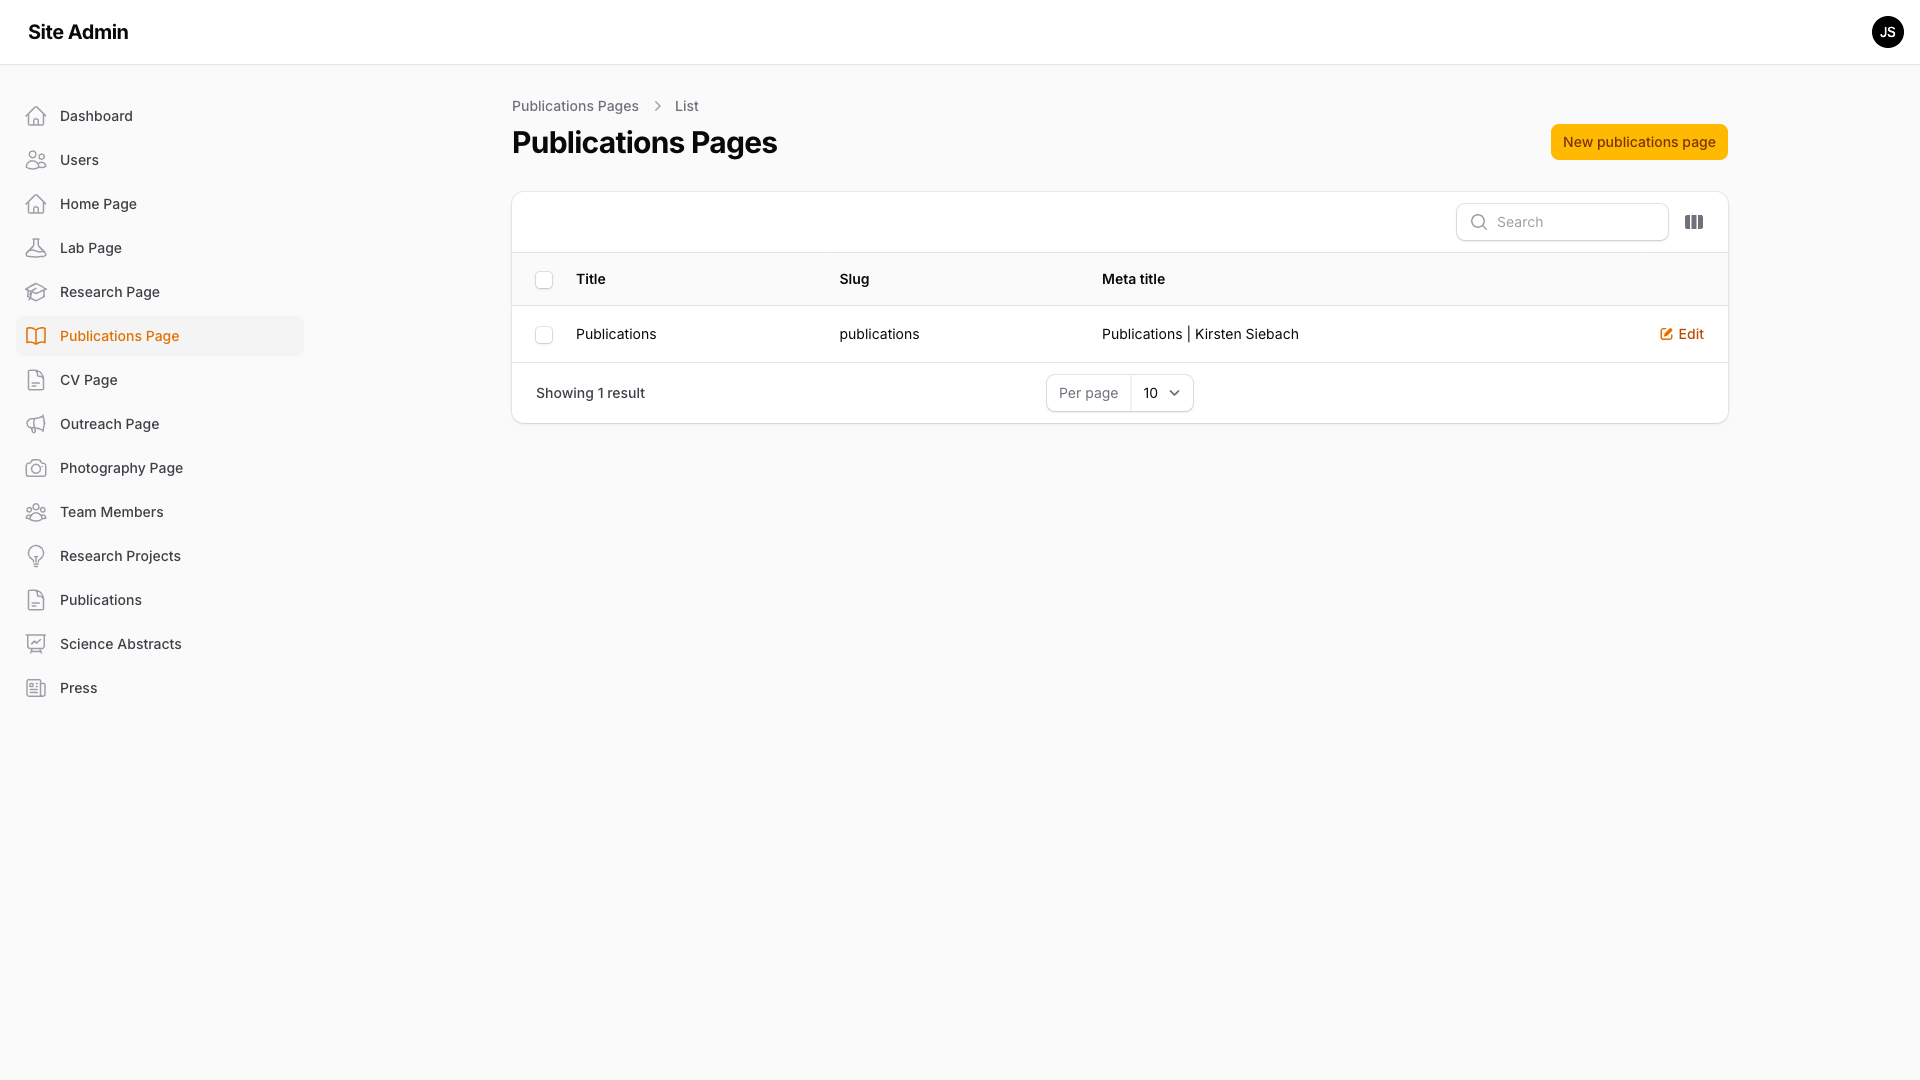 Site Admin
JS
Dashboard
Users
Home Page
Lab Page
Research Page
Publications Page
CV Page
Outreach Page
Photography Page
Team Members
Research Projects
Publications
Science Abstracts
Press
Publications Pages > List
Publications Pages
New publications page
Search
Title Slug Meta title
Publications publications Publications | Kirsten Siebach Edit
Showing 1 result Per page 10